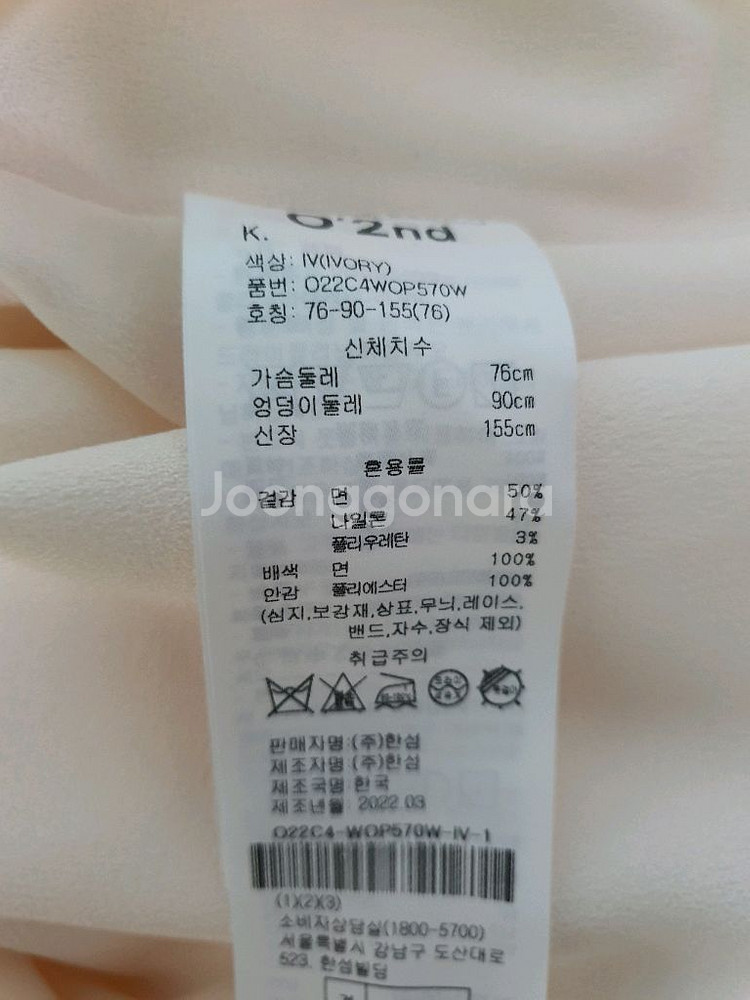 K. O'2nd
색상: IV(IVORY)
품번: O22C4WOP570W
호칭: 76-90-155(76)
신체치수
가슴둘레 76cm
엉덩이둘레 90cm
신장 155cm
혼용률
겉감 면 50%
나일론 47%
폴리우레탄 3%
배색 면 100%
안감 폴리에스터 100%
(심지,보강재,상표,무늬,레이스,
밴드,자수,장식 제외)
취급주의
판매자명:(주)한섬
제조자명 (주)한섬
제조국명 한국
제조년월 2022.03
O22C4-WOP570W-IV-1
(1)(2)(3)
소비자상담실(1800-5700)
서울특별시 강남구 도산대로
523, 한섬빌딩
Joonggonara